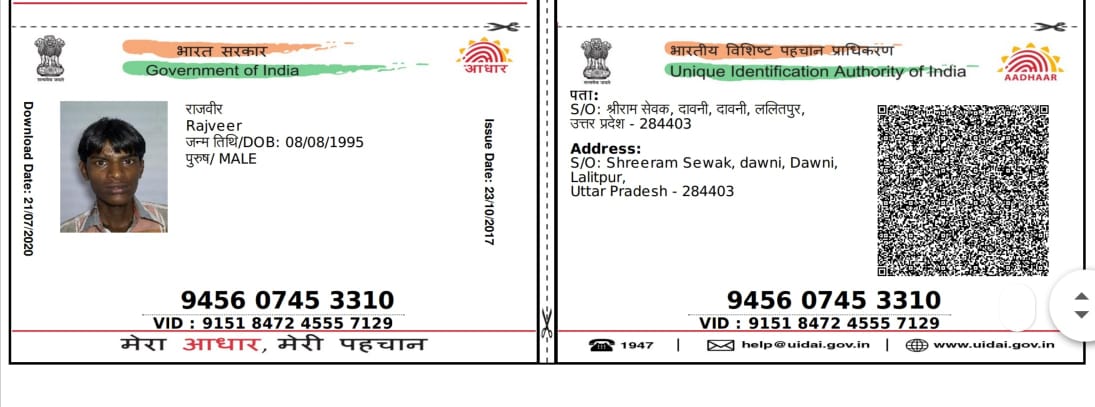 भारत सरकार
Government of India
आधार
Download Date: 21/07/2020
राजवीर
Rajveer
जन्म तिथि/DOB: 08/08/1995
पुरुष/ MALE
Issue Date: 23/10/2017
9456 0745 3310
VID : 9151 8472 4555 7129
मेरा आधार, मेरी पहचान
भारतीय विशिष्ट पहचान प्राधिकरण
Unique Identification Authority of India
AADHAAR
पता:
S/O: श्रीराम सेवक, दावनी, दावनी, ललितपुर,
उत्तर प्रदेश - 284403
Address:
S/O: Shreeram Sewak, dawni, Dawni,
Lalitpur,
Uttar Pradesh - 284403
9456 0745 3310
VID : 9151 8472 4555 7129
1947 | help@uidai.gov.in | www.uidai.gov.in